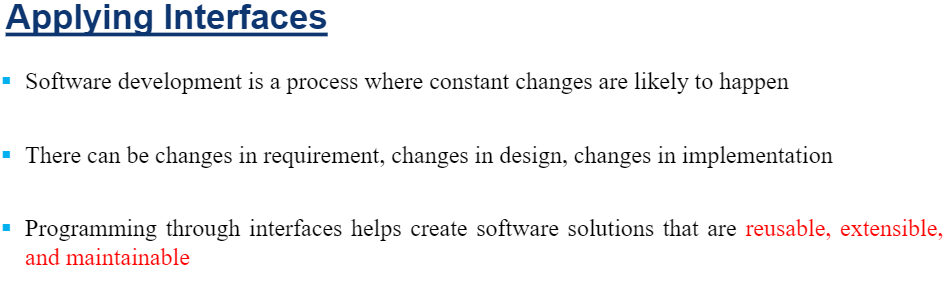 Applying Interfaces
Software development is a process where constant changes are likely to happen
There can be changes in requirement, changes in design, changes in implementation
Programming through interfaces helps create software solutions that are reusable, extensible,
and maintainable